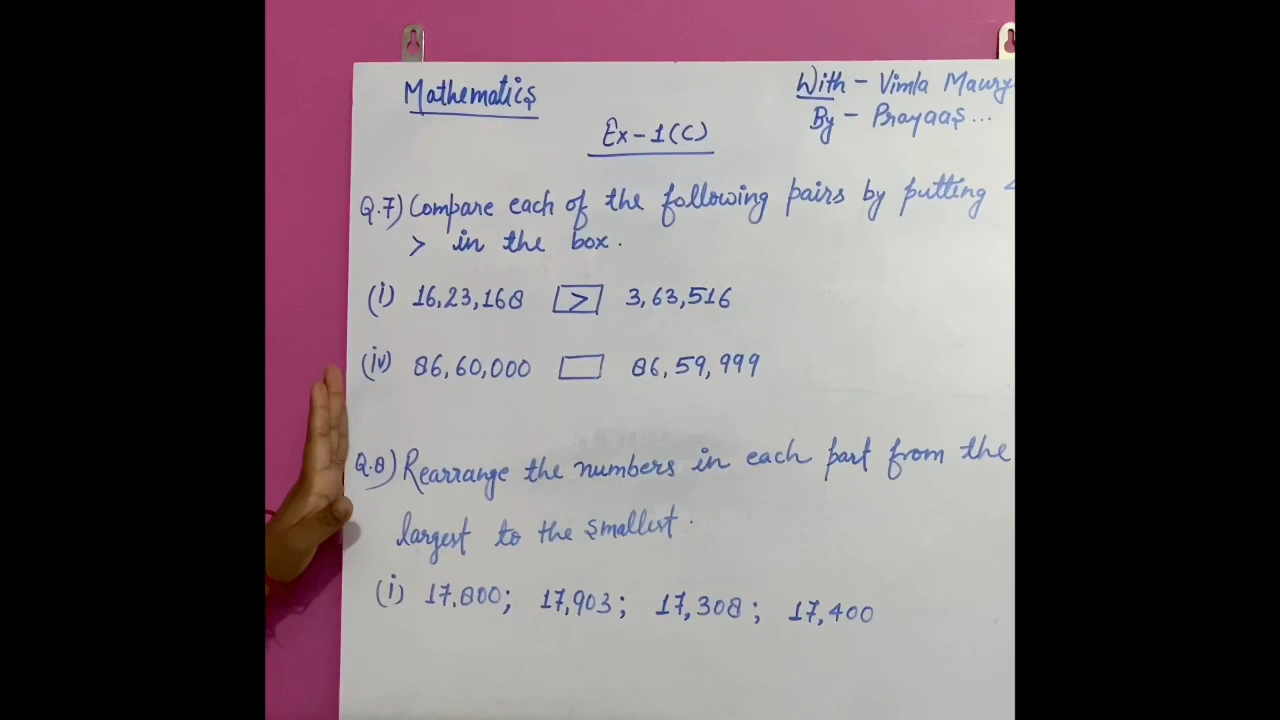 Mathematics
With - Vimla Maury
By - Prayaas...
Ex-1(C)
Q.7) Compare each of the following pairs by putting <
> in the box.
(i) 16,23,168 > 3,63,516
(iv) 86,60,000 86,59,999
Q.8) Rearrange the numbers in each part from the
largest to the smallest.
(i) 17,800; 17,903; 17,308; 17,400